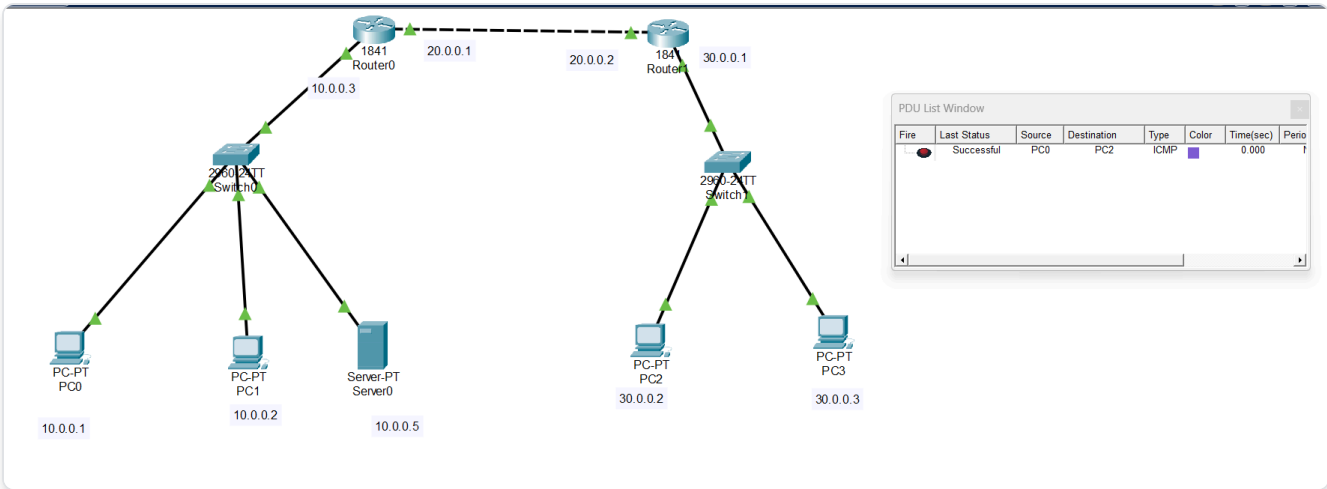 1841
Router0
20.0.0.1
20.0.0.2
1841
Router1
30.0.0.1
10.0.0.3
2960-24TT
Switch0
2960-24TT
Switch1
PC-PT
PC0
10.0.0.1
PC-PT
PC1
10.0.0.2
Server-PT
Server0
10.0.0.5
PC-PT
PC2
30.0.0.2
PC-PT
PC3
30.0.0.3
PDU List Window
Fire Last Status Source Destination Type Color Time(sec) Perio
Successful PC0 PC2 ICMP 0.000 N